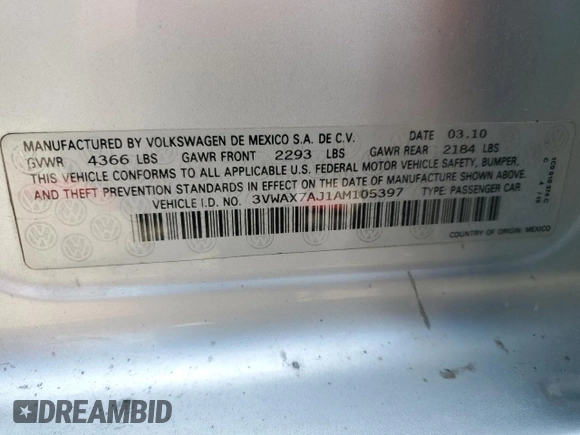 MANUFACTURED BY VOLKSWAGEN DE MEXICO S.A. DE C.V. DATE 03.10
GVWR 4366 LBS GAWR FRONT 2293 LBS GAWR REAR 2184 LBS
THIS VEHICLE CONFORMS TO ALL APPLICABLE U.S. FEDERAL MOTOR VEHICLE SAFETY, BUMPER,
AND THEFT PREVENTION STANDARDS IN EFFECT ON THE DATE OF MANUFACTURE SHOWN ABOVE.
VEHICLE I.D. NO. 3VWAX7AJ1AM105397 TYPE: PASSENGER CAR
COUNTRY OF ORIGIN: MEXICO
DREAMBID